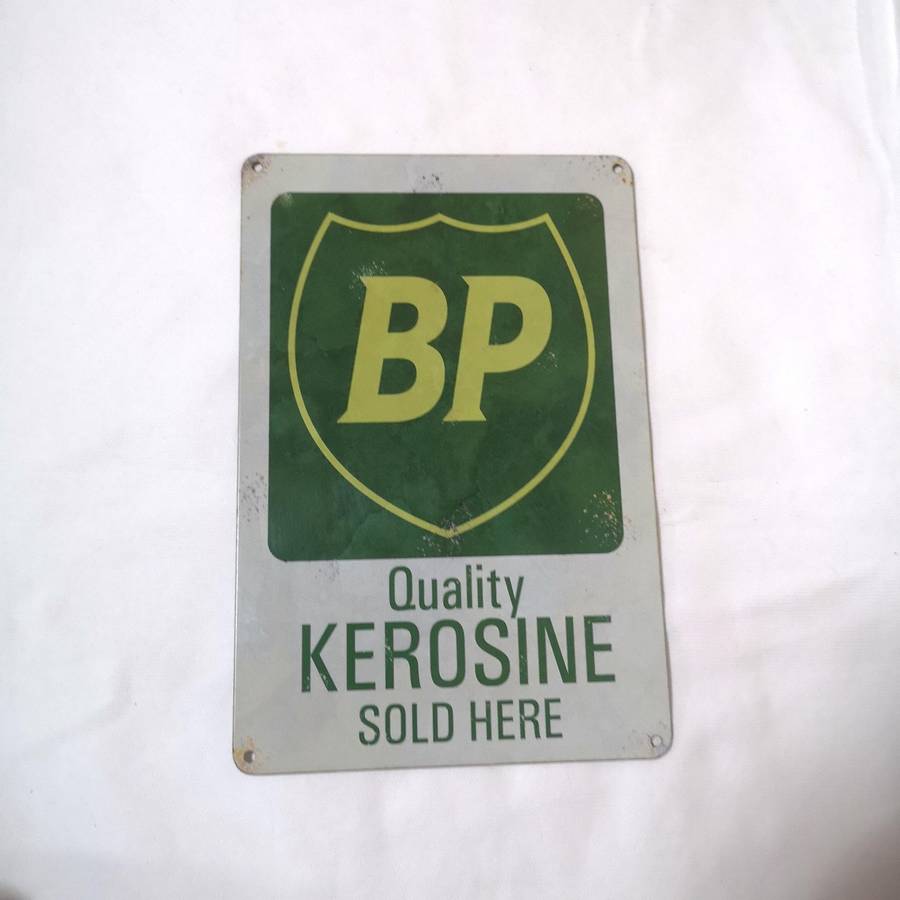 BP
Quality
KEROSINE
SOLD HERE